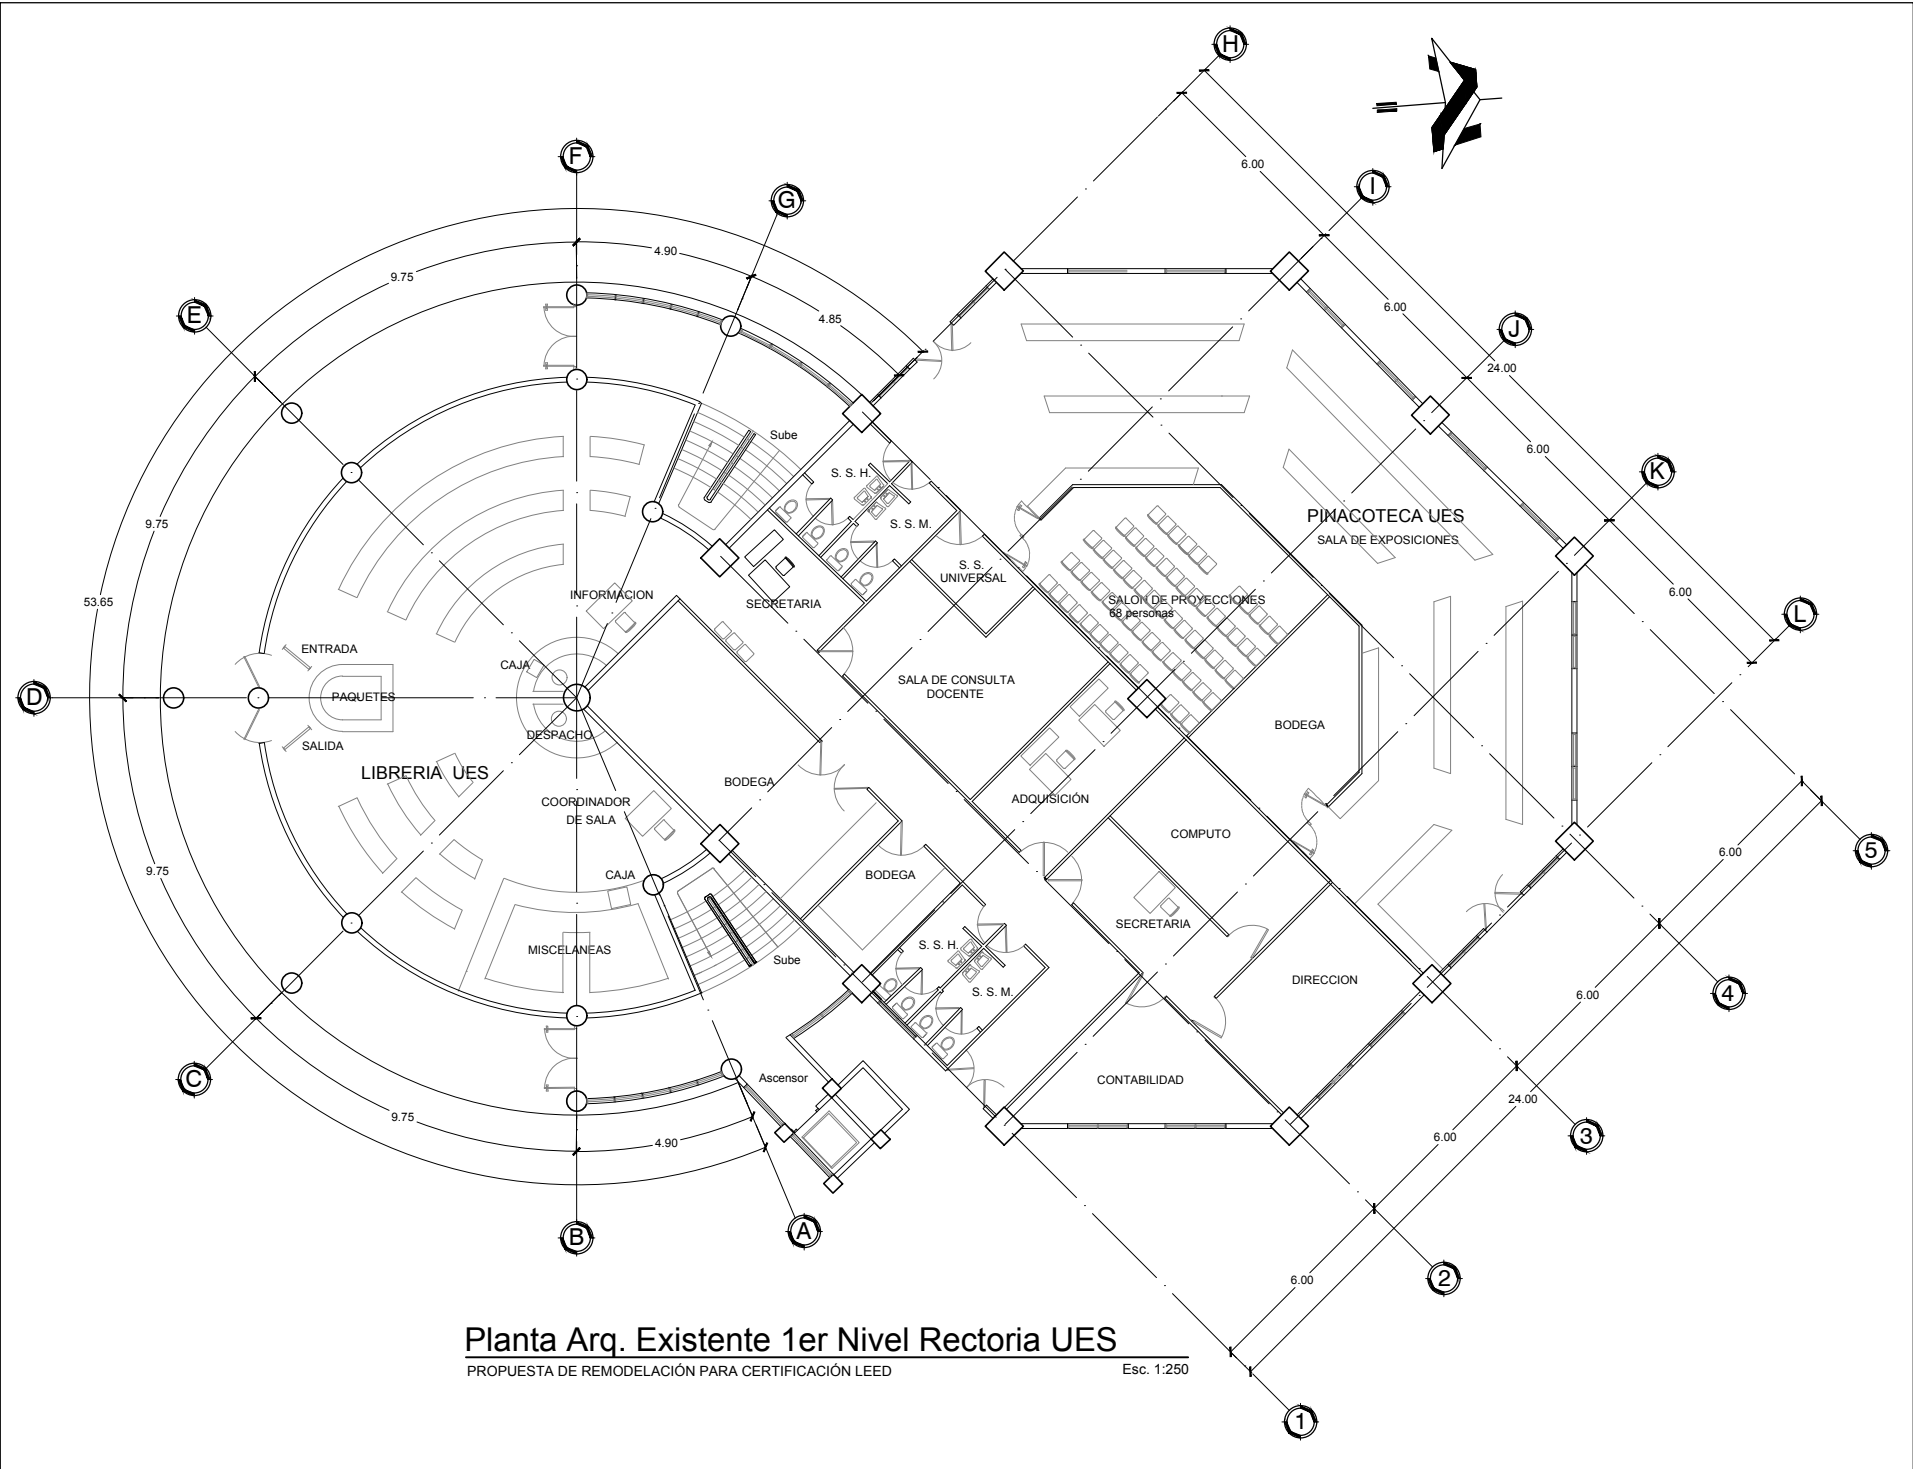 H
6.00
I
F
G
4.90
9.75
4.85
6.00
E
J
24.00
Sube
6.00
K
S. S. H.
S. S. M.
PINACOTECA UES
SALA DE EXPOSICIONES
9.75
S. S.
UNIVERSAL
INFORMACION
SECRETARIA
SALON DE PROYECCIONES
68 personas
6.00
53.65
L
ENTRADA
CAJA
SALA DE CONSULTA
DOCENTE
D
PAQUETES
DESPACHO
SALIDA
BODEGA
LIBRERIA UES
BODEGA
COORDINADOR
DE SALA
ADQUISICIÓN
COMPUTO
6.00
5
9.75
CAJA
BODEGA
SECRETARIA
MISCELANEAS
S. S. H.
Sube
DIRECCION
S. S. M.
6.00
4
C
Ascensor
CONTABILIDAD
24.00
9.75
4.90
6.00
3
B
A
6.00
2
Planta Arq. Existente 1er Nivel Rectoria UES
PROPUESTA DE REMODELACIÓN PARA CERTIFICACIÓN LEED
Esc. 1:250
1